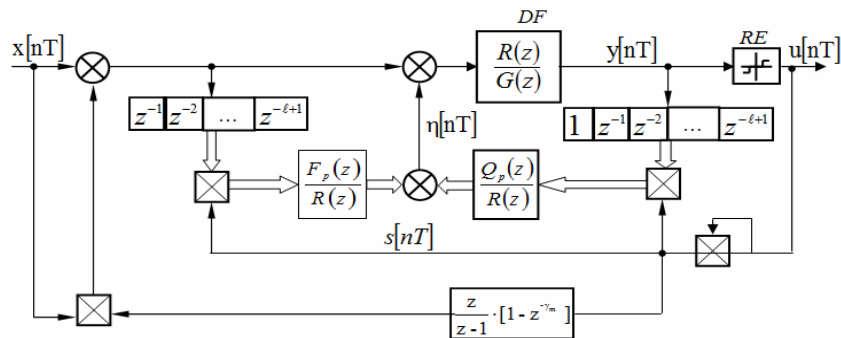 DF
x[nT]
R(z)
G(z)
y[nT]
RE
u[nT]
z⁻¹ z⁻² ... z^{-ℓ+1}
η[nT]
1 z⁻¹ z⁻² ... z^{-ℓ+1}
F_p(z)
R(z)
Q_p(z)
R(z)
s[nT]
z
z - 1
· [1 - z^{-γ_m}]